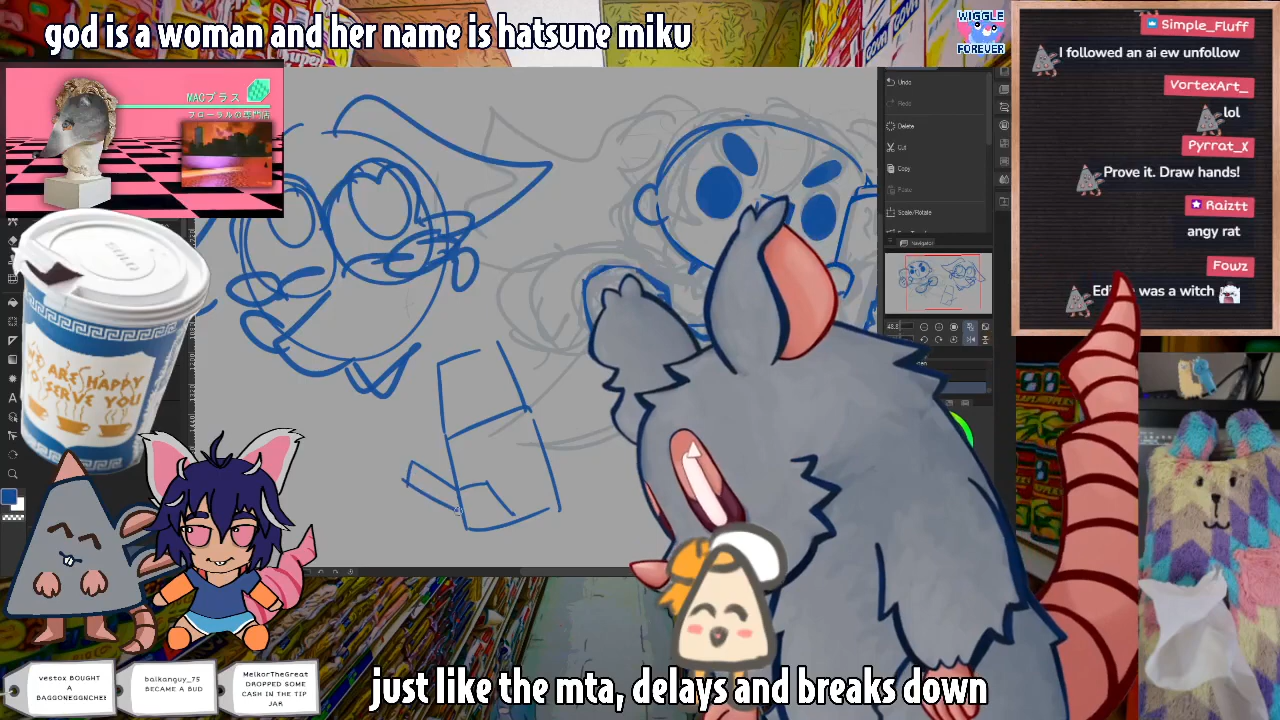 god is a woman and her name is hatsune miku
WIGGLE
FOREVER
MAOプラス
フローラルの専門店
Simple_Fluff
I followed an ai ew unfollow
VortexArt_
lol
Pyrrat_X
Prove it. Draw hands!
Raiztt
angy rat
Fowz
was a witch
Undo
Redo
Delete
Cut
Copy
Paste
Scale/Rotate
Navigator
WE ARE HAPPY
TO SERVE YOU
vestox BOUGHT
A
BAGGONEGGNCHEE
balkanguy_75
BECAME A BUD
MelkorTheGreat
DROPPED SOME
CASH IN THE TIP
JAR
just like the mta, delays and breaks down